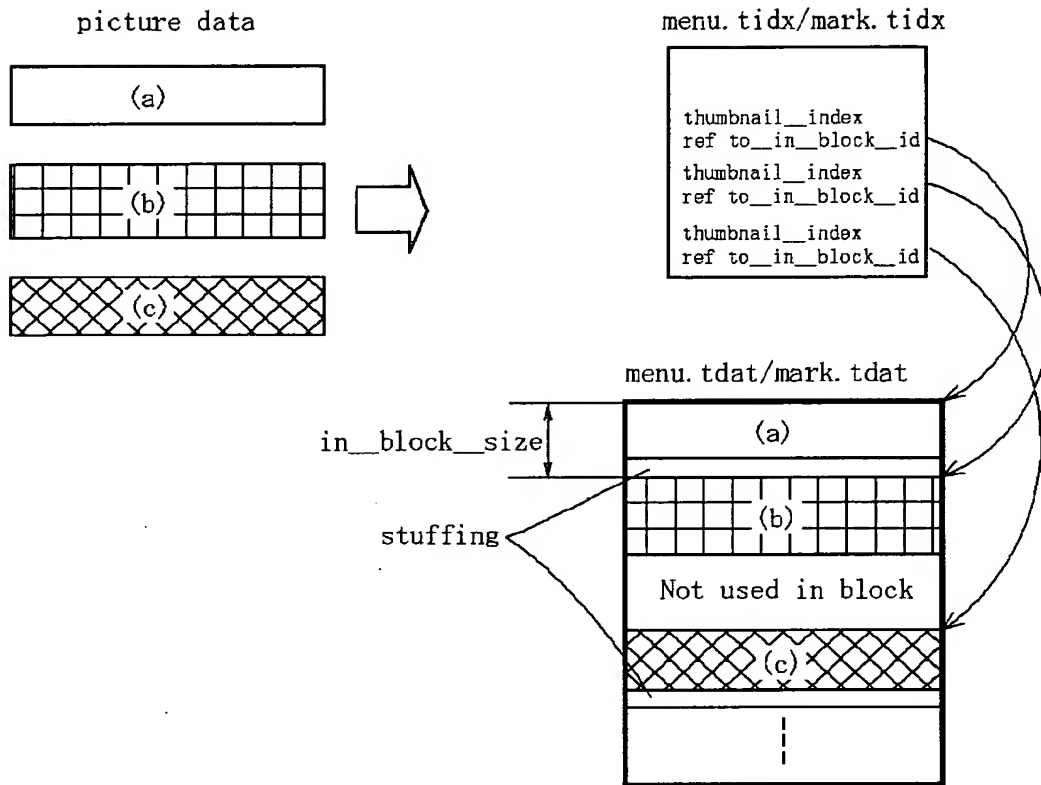 picture data
(a)
(b)
(c)
menu.tidx/mark.tidx
thumbnail__index
ref to__in__block__id
thumbnail__index
ref to__in__block__id
thumbnail__index
ref to__in__block__id
menu.tdat/mark.tdat
in__block__size
stuffing
(a)
(b)
Not used in block
(c)